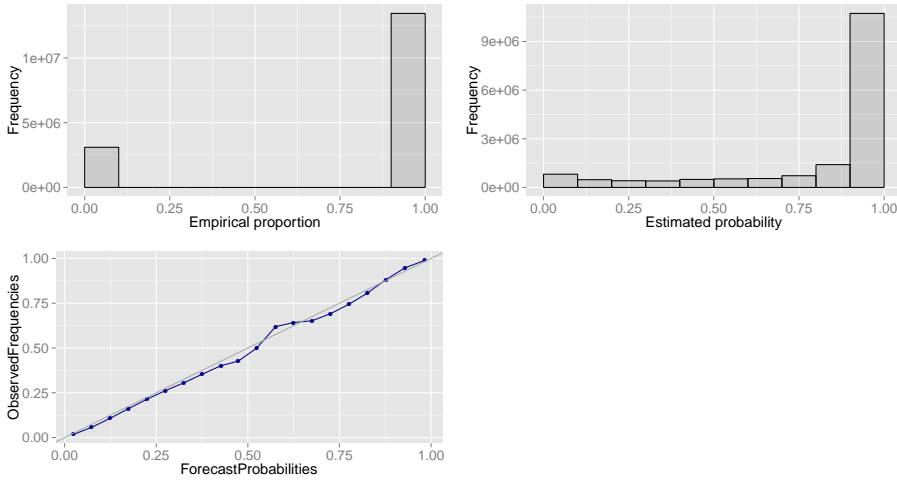 1e+07
5e+06
0e+00
Frequency
0.00 0.25 0.50 0.75 1.00
Empirical proportion
9e+06
6e+06
3e+06
0e+00
Frequency
0.00 0.25 0.50 0.75 1.00
Estimated probability
1.00
0.75
0.50
0.25
0.00
ObservedFrequencies
0.00 0.25 0.50 0.75 1.00
ForecastProbabilities